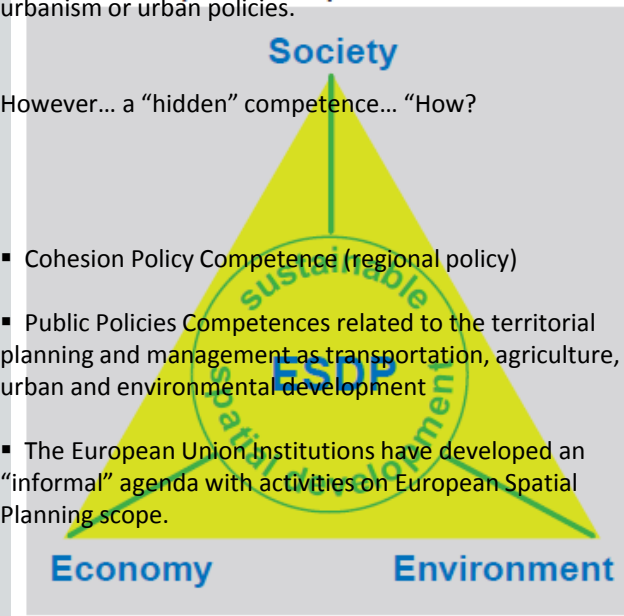 urbanism or urban policies.
Society
However… a “hidden” competence… “How?
▪ Cohesion Policy Competence (regional policy)
sustainable
▪ Public Policies Competences related to the territorial
planning and management as transportation, agriculture,
urban and environmental development
ESDP
spatial development
▪ The European Union Institutions have developed an
“informal” agenda with activities on European Spatial
Planning scope.
Economy
Environment